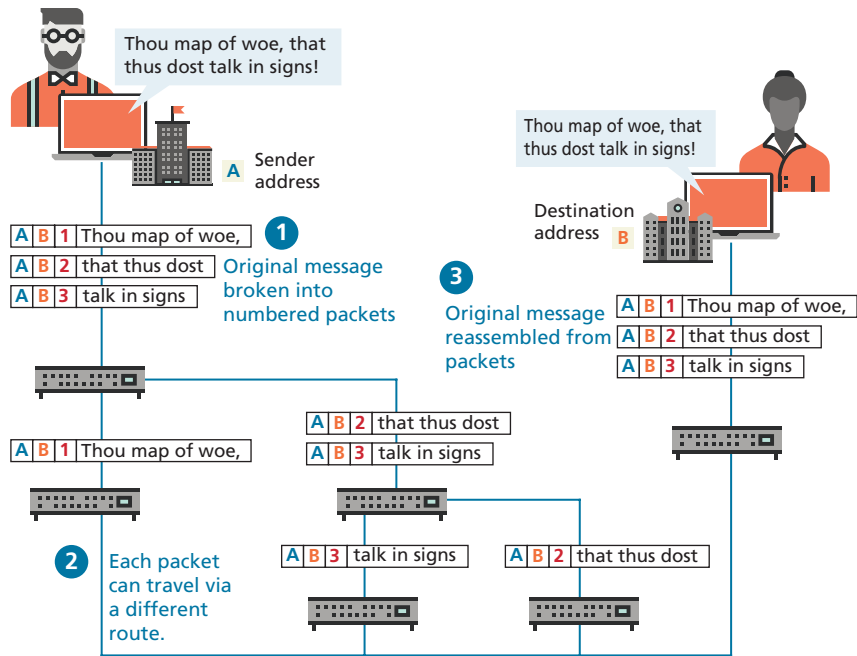 Thou map of woe, that
thus dost talk in signs!
A
Sender
address
Thou map of woe, that
thus dost talk in signs!
Destination
address
B
A B 1 Thou map of woe,
A B 2 that thus dost
A B 3 talk in signs
1
Original message
broken into
numbered packets
3
Original message
reassembled from
packets
A B 1 Thou map of woe,
A B 2 that thus dost
A B 3 talk in signs
A B 1 Thou map of woe,
A B 2 that thus dost
A B 3 talk in signs
2
Each packet
can travel via
a different
route.
A B 3 talk in signs
A B 2 that thus dost